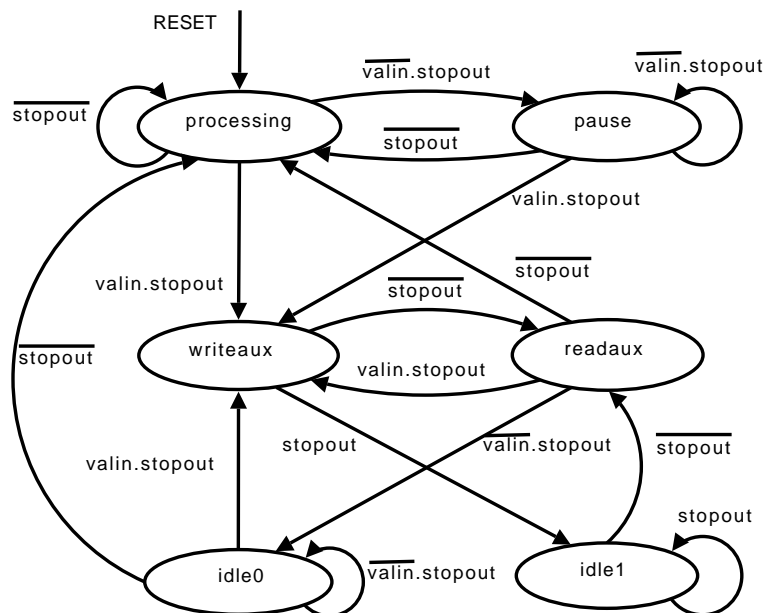 RESET
valin.stopout
valin.stopout
stopout
processing
pause
stopout
valin.stopout
stopout
valin.stopout
stopout
writeaux
readaux
stopout
valin.stopout
stopout
valin.stopout
stopout
valin.stopout
stopout
idle0
valin.stopout
idle1